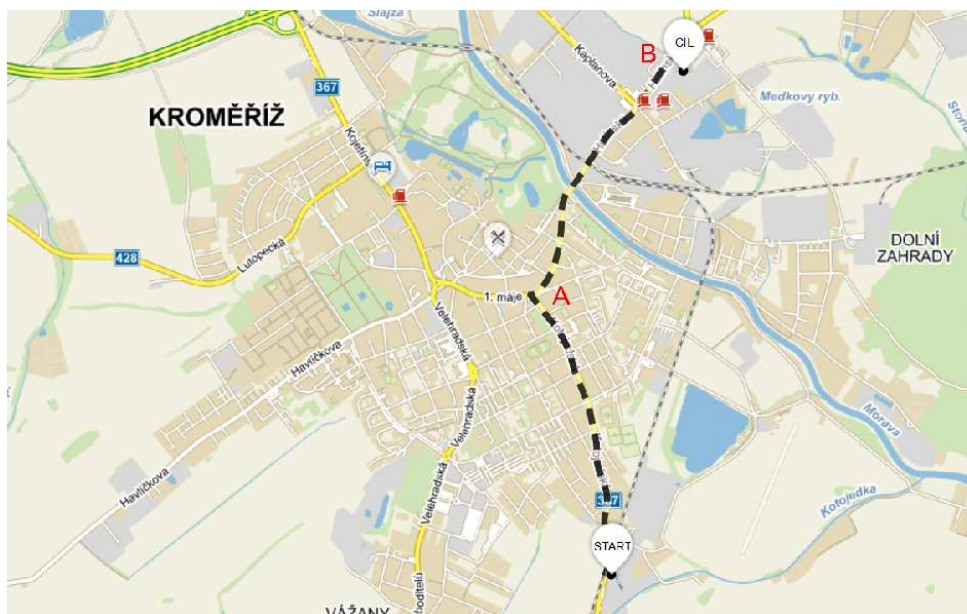 Slajza
B
CÍL
Kaplanova
367
KROMĚŘÍŽ
Medkovy ryb.
Kojetínská
DOLNÍ
ZAHRADY
428
Lutopecká
1. máje
A
Velehradská
Havlíčkova
Velehradská
Morava
Havlíčkova
Velehradská
367
Kotojedka
START
VÁŽANY